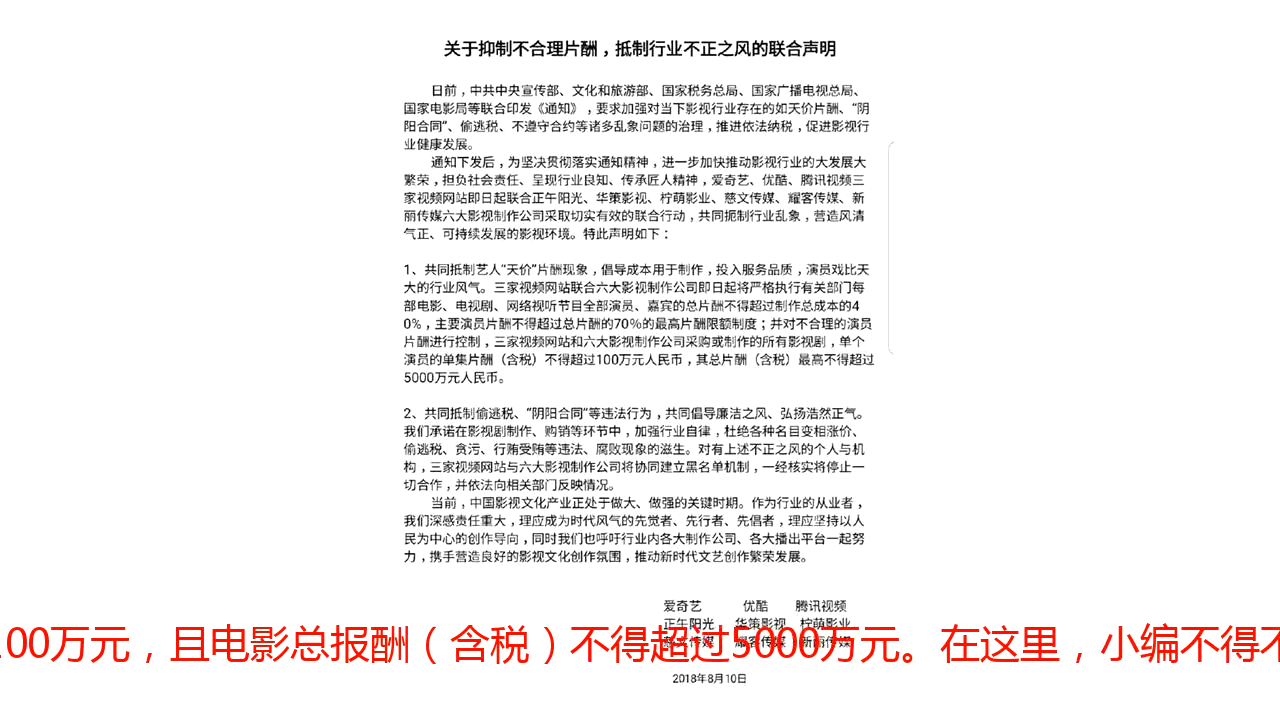 关于抑制不合理片酬，抵制行业不正之风的联合声明
日前，中共中央宣传部、文化和旅游部、国家税务总局、国家广播电视总局、
国家电影局等联合印发《通知》，要求加强对当下影视行业存在的如天价片酬、“阴
阳合同”、偷逃税、不遵守合约等诸多乱象问题的治理，推进依法纳税，促进影视行
业健康发展。
通知下发后，为坚决贯彻落实通知精神，进一步加快推动影视行业的大发展大
繁荣，担负社会责任、呈现行业良知、传承匠人精神，爱奇艺、优酷、腾讯视频三
家视频网站即日起联合正午阳光、华策影视、柠萌影业、慈文传媒、耀客传媒、新
丽传媒六大影视制作公司采取切实有效的联合行动，共同扼制行业乱象，营造风清
气正、可持续发展的影视环境。特此声明如下：
1、共同抵制艺人“天价”片酬现象，倡导成本用于制作，投入服务品质，演员戏比天
大的行业风气。三家视频网站联合六大影视制作公司即日起将严格执行有关部门每
部电影、电视剧、网络视听节目全部演员、嘉宾的总片酬不得超过制作总成本的4
0%，主要演员片酬不得超过总片酬的70%的最高片酬限额制度；并对不合理的演员
片酬进行控制，三家视频网站和六大影视制作公司采购或制作的所有影视剧，单个
演员的单集片酬（含税）不得超过100万元人民币，其总片酬（含税）最高不得超过
5000万元人民币。
2、共同抵制偷逃税、“阴阳合同”等违法行为，共同倡导廉洁之风、弘扬浩然正气。
我们承诺在影视剧制作、购销等环节中，加强行业自律，杜绝各种名目变相涨价、
偷逃税、贪污、行贿受贿等违法、腐败现象的滋生。对有上述不正之风的个人与机
构，三家视频网站与六大影视制作公司将协同建立黑名单机制，一经核实将停止一
切合作，并依法向相关部门反映情况。
当前，中国影视文化产业正处于做大、做强的关键时期。作为行业的从业者，
我们深感责任重大，理应成为时代风气的先觉者、先行者、先倡者，理应坚持以人
民为中心的创作导向，同时我们也呼吁行业内各大制作公司、各大播出平台一起努
力，携手营造良好的影视文化创作氛围，推动新时代文艺创作繁荣发展。
爱奇艺 优酷 腾讯视频
正午阳光 华策影视 柠萌影业
慈文传媒 耀客传媒 新丽传媒
00万元，且电影总报酬（含税）不得超过5000万元。在这里，小编不得不
2018年8月10日